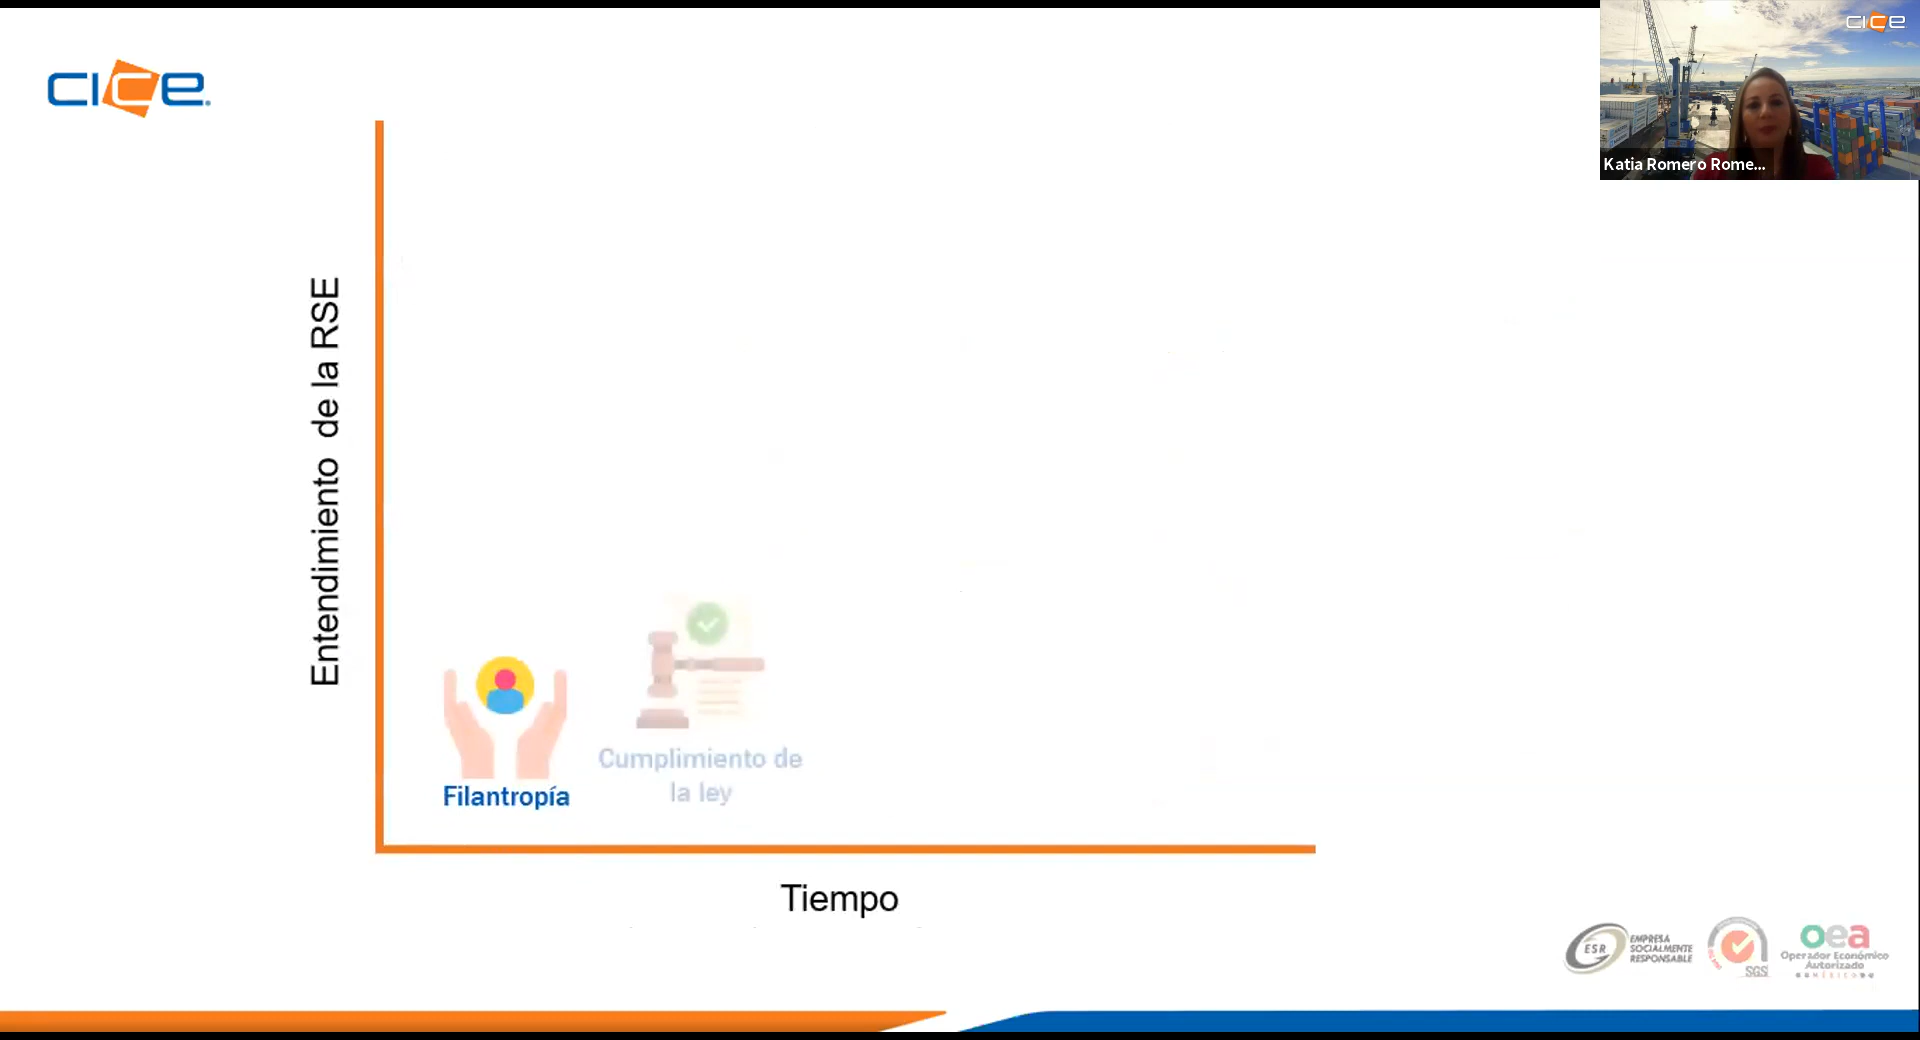 CICE
CICE
Katia Romero Rome...
Entendimiento de la RSE
Filantropía
Cumplimiento de
la ley
Tiempo
ESR
EMPRESA
SOCIALMENTE
RESPONSABLE
SGS
oea
Operador Económico
Autorizado
MÉXICO